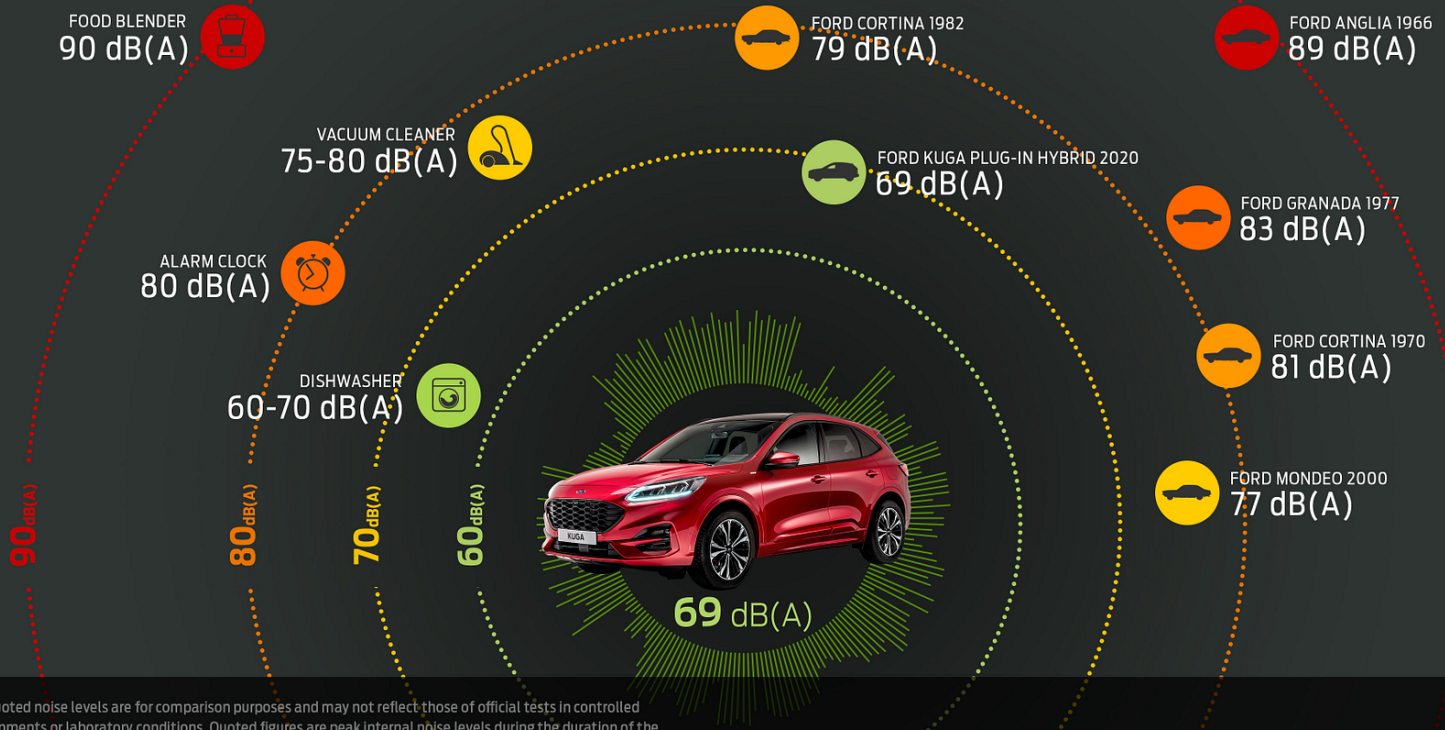 FOOD BLENDER
90 dB(A)
FORD CORTINA 1982
79 dB(A)
FORD ANGLIA 1966
89 dB(A)
VACUUM CLEANER
75-80 dB(A)
FORD KUGA PLUG-IN HYBRID 2020
69 dB(A)
FORD GRANADA 1977
83 dB(A)
ALARM CLOCK
80 dB(A)
FORD CORTINA 1970
81 dB(A)
DISHWASHER
60-70 dB(A)
FORD MONDEO 2000
77 dB(A)
90dB(A)
80dB(A)
70dB(A)
60dB(A)
KUGA
69 dB(A)
noise levels are for comparison purposes and may not reflect those of official tests in controlled
or laboratory conditions. Quoted figures are peak internal noise levels during the duration of the